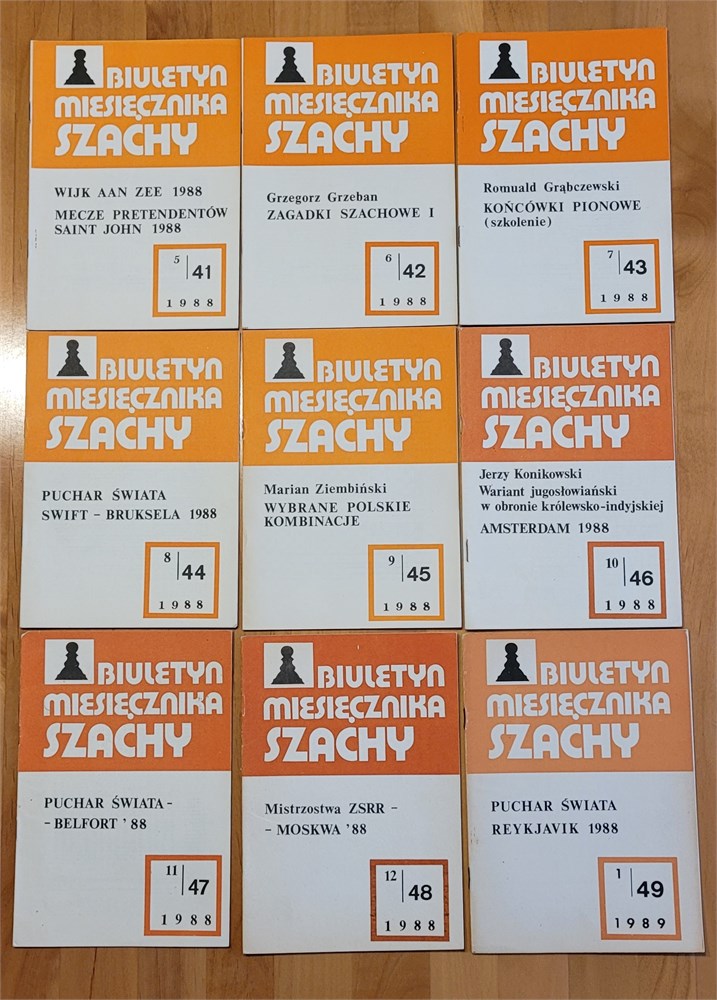 BIULETYN
MIESIĘCZNIKA
SZACHY
WIJK AAN ZEE 1988
MECZE PRETENDENTÓW
SAINT JOHN 1988
5/41
1988
BIULETYN
MIESIĘCZNIKA
SZACHY
Grzegorz Grzeban
ZAGADKI SZACHOWE I
6/42
1988
BIULETYN
MIESIĘCZNIKA
SZACHY
Romuald Grąbczewski
KOŃCÓWKI PIONOWE
(szkolenie)
7/43
1988
BIULETYN
MIESIĘCZNIKA
SZACHY
PUCHAR ŚWIATA
SWIFT – BRUKSELA 1988
8/44
1988
BIULETYN
MIESIĘCZNIKA
SZACHY
Marian Ziembiński
WYBRANE POLSKIE
KOMBINACJE
9/45
1988
BIULETYN
MIESIĘCZNIKA
SZACHY
Jerzy Konikowski
Wariant jugosłowiański
w obronie królewsko-indyjskiej
AMSTERDAM 1988
10/46
1988
BIULETYN
MIESIĘCZNIKA
SZACHY
PUCHAR ŚWIATA –
– BELFORT '88
11/47
1988
BIULETYN
MIESIĘCZNIKA
SZACHY
Mistrzostwa ZSRR –
– MOSKWA '88
12/48
1988
BIULETYN
MIESIĘCZNIKA
SZACHY
PUCHAR ŚWIATA
REYKJAVIK 1988
1/49
1989